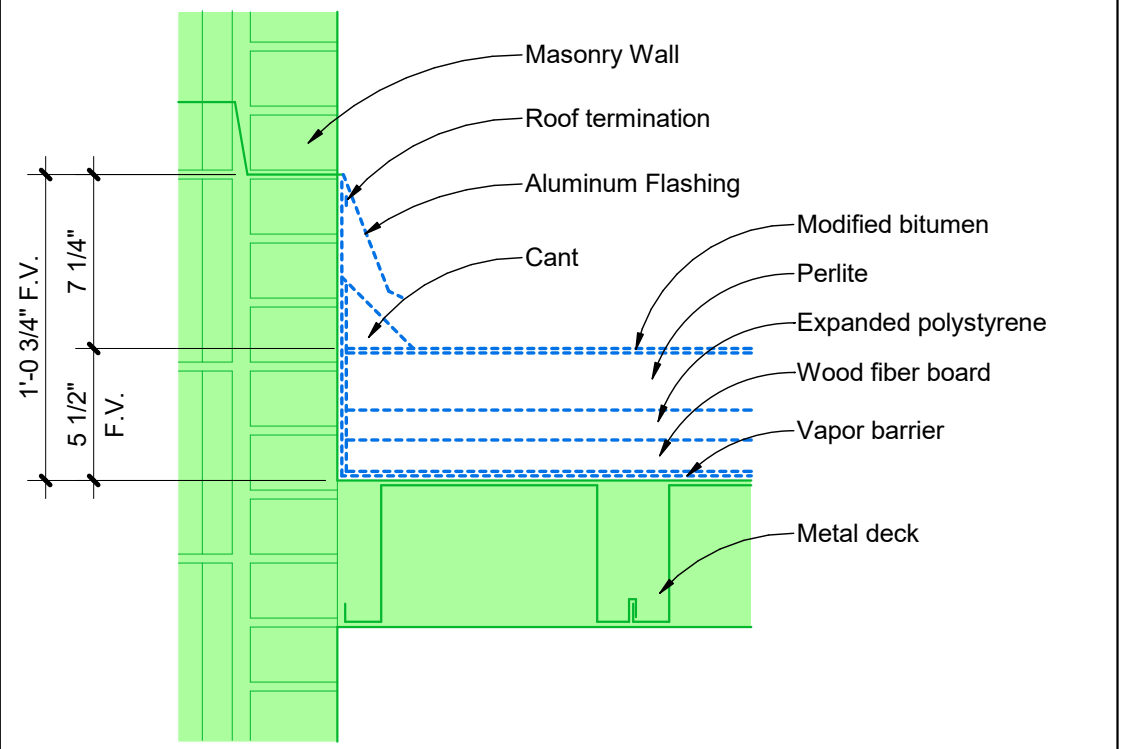 Masonry Wall
Roof termination
Aluminum Flashing
Cant
Modified bitumen
Perlite
Expanded polystyrene
Wood fiber board
Vapor barrier
Metal deck
1'-0 3/4" F.V.
7 1/4"
5 1/2"
F.V.